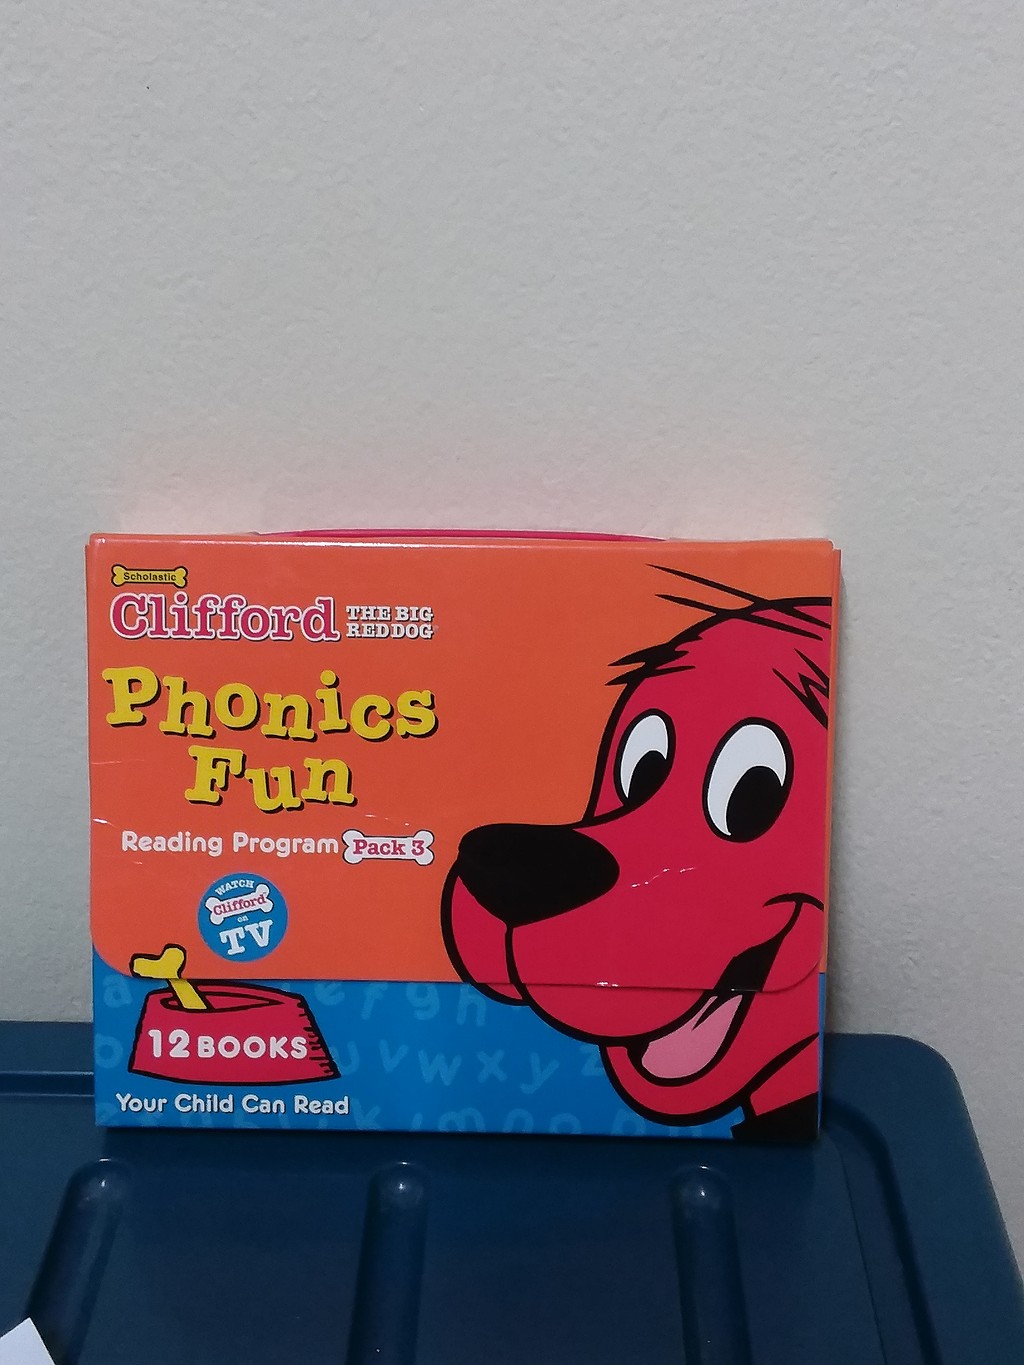 Scholastic
Clifford THE BIG
RED DOG
Phonics
Fun
Reading Program Pack 3
WATCH
Clifford
on
TV
12 BOOKS
Your Child Can Read